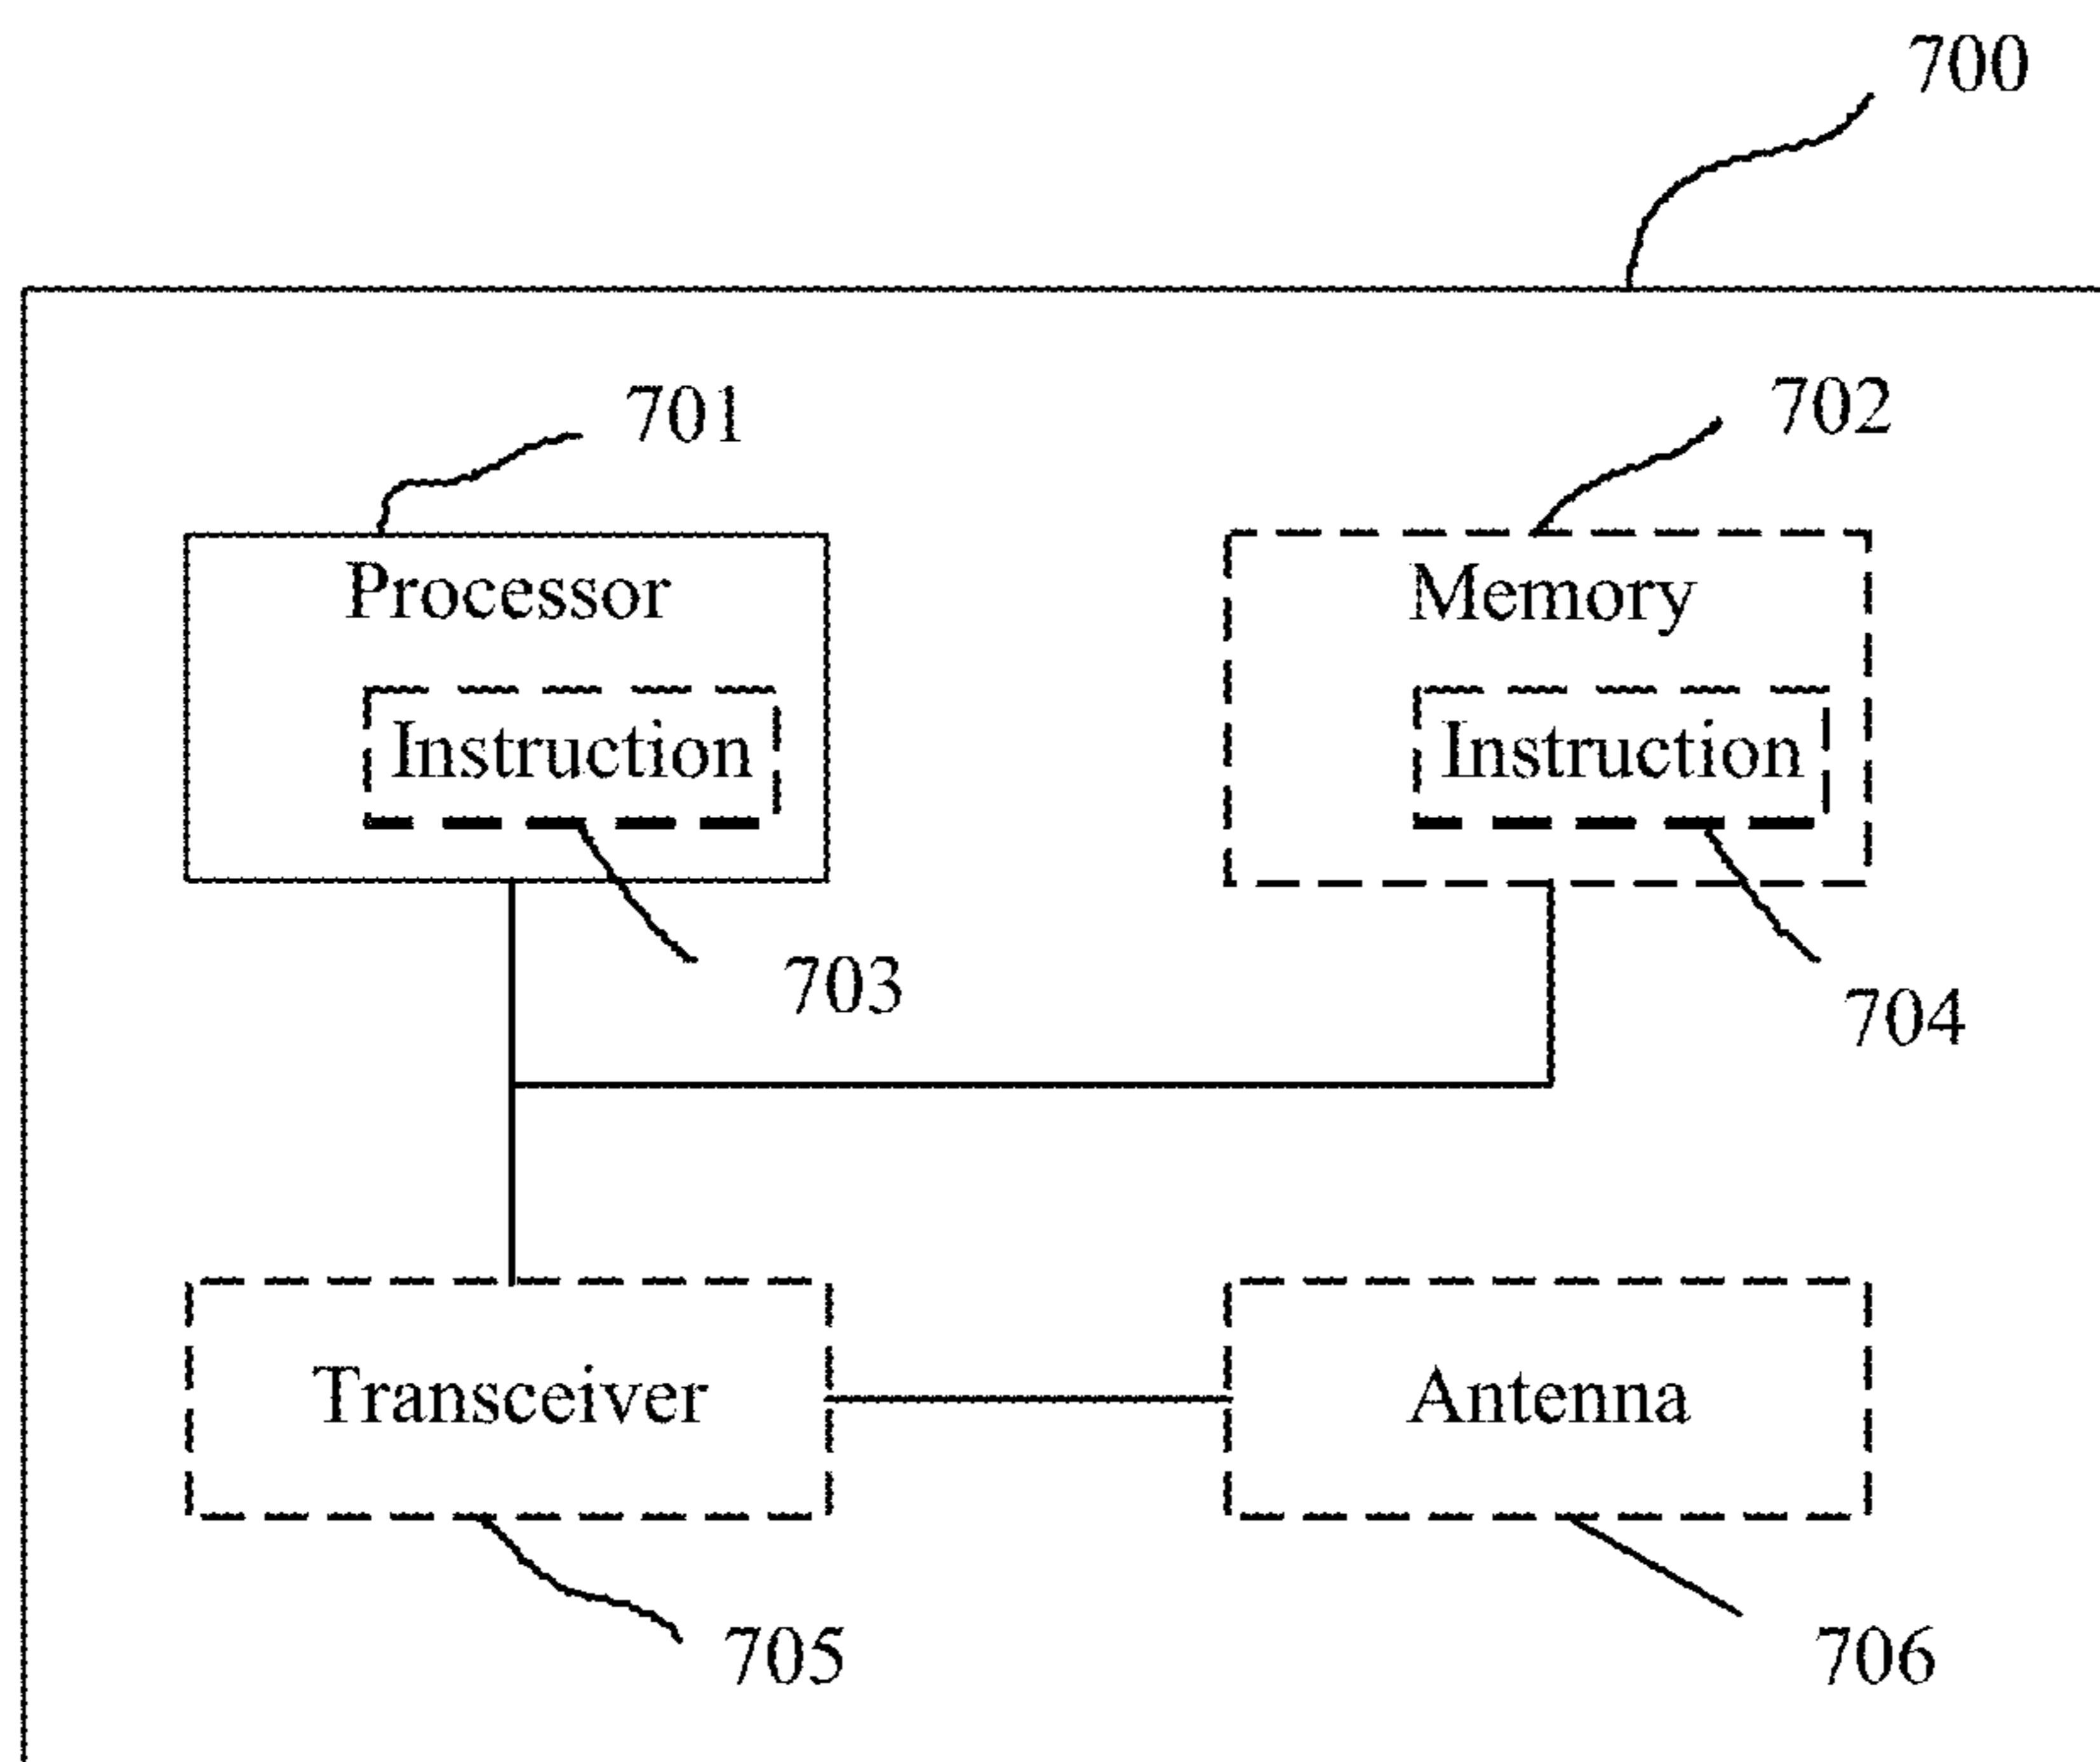 700
701
702
Processor
Memory
Instruction
Instruction
703
704
Transceiver
Antenna
705
706